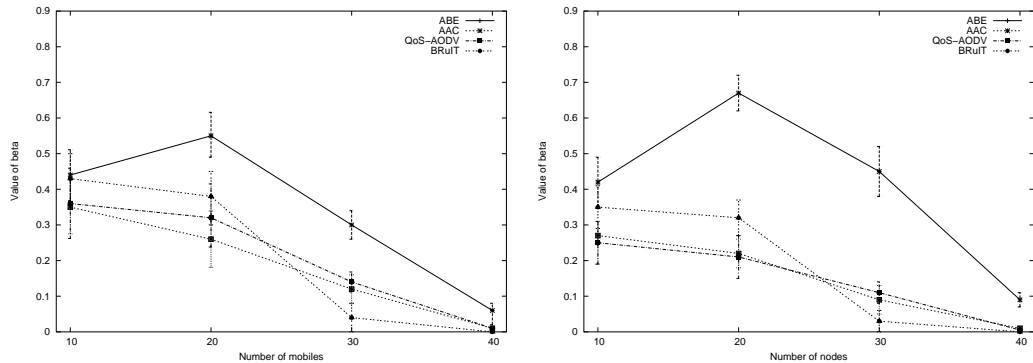 0.9
0.8
0.7
0.6
0.5
0.4
0.3
0.2
0.1
0
10
20
30
40
Value of beta
Number of mobiles
ABE
AAC
QoS−AODV
BRuIT
0.9
0.8
0.7
0.6
0.5
0.4
0.3
0.2
0.1
0
10
20
30
40
Value of beta
Number of nodes
ABE
AAC
QoS−AODV
BRuIT